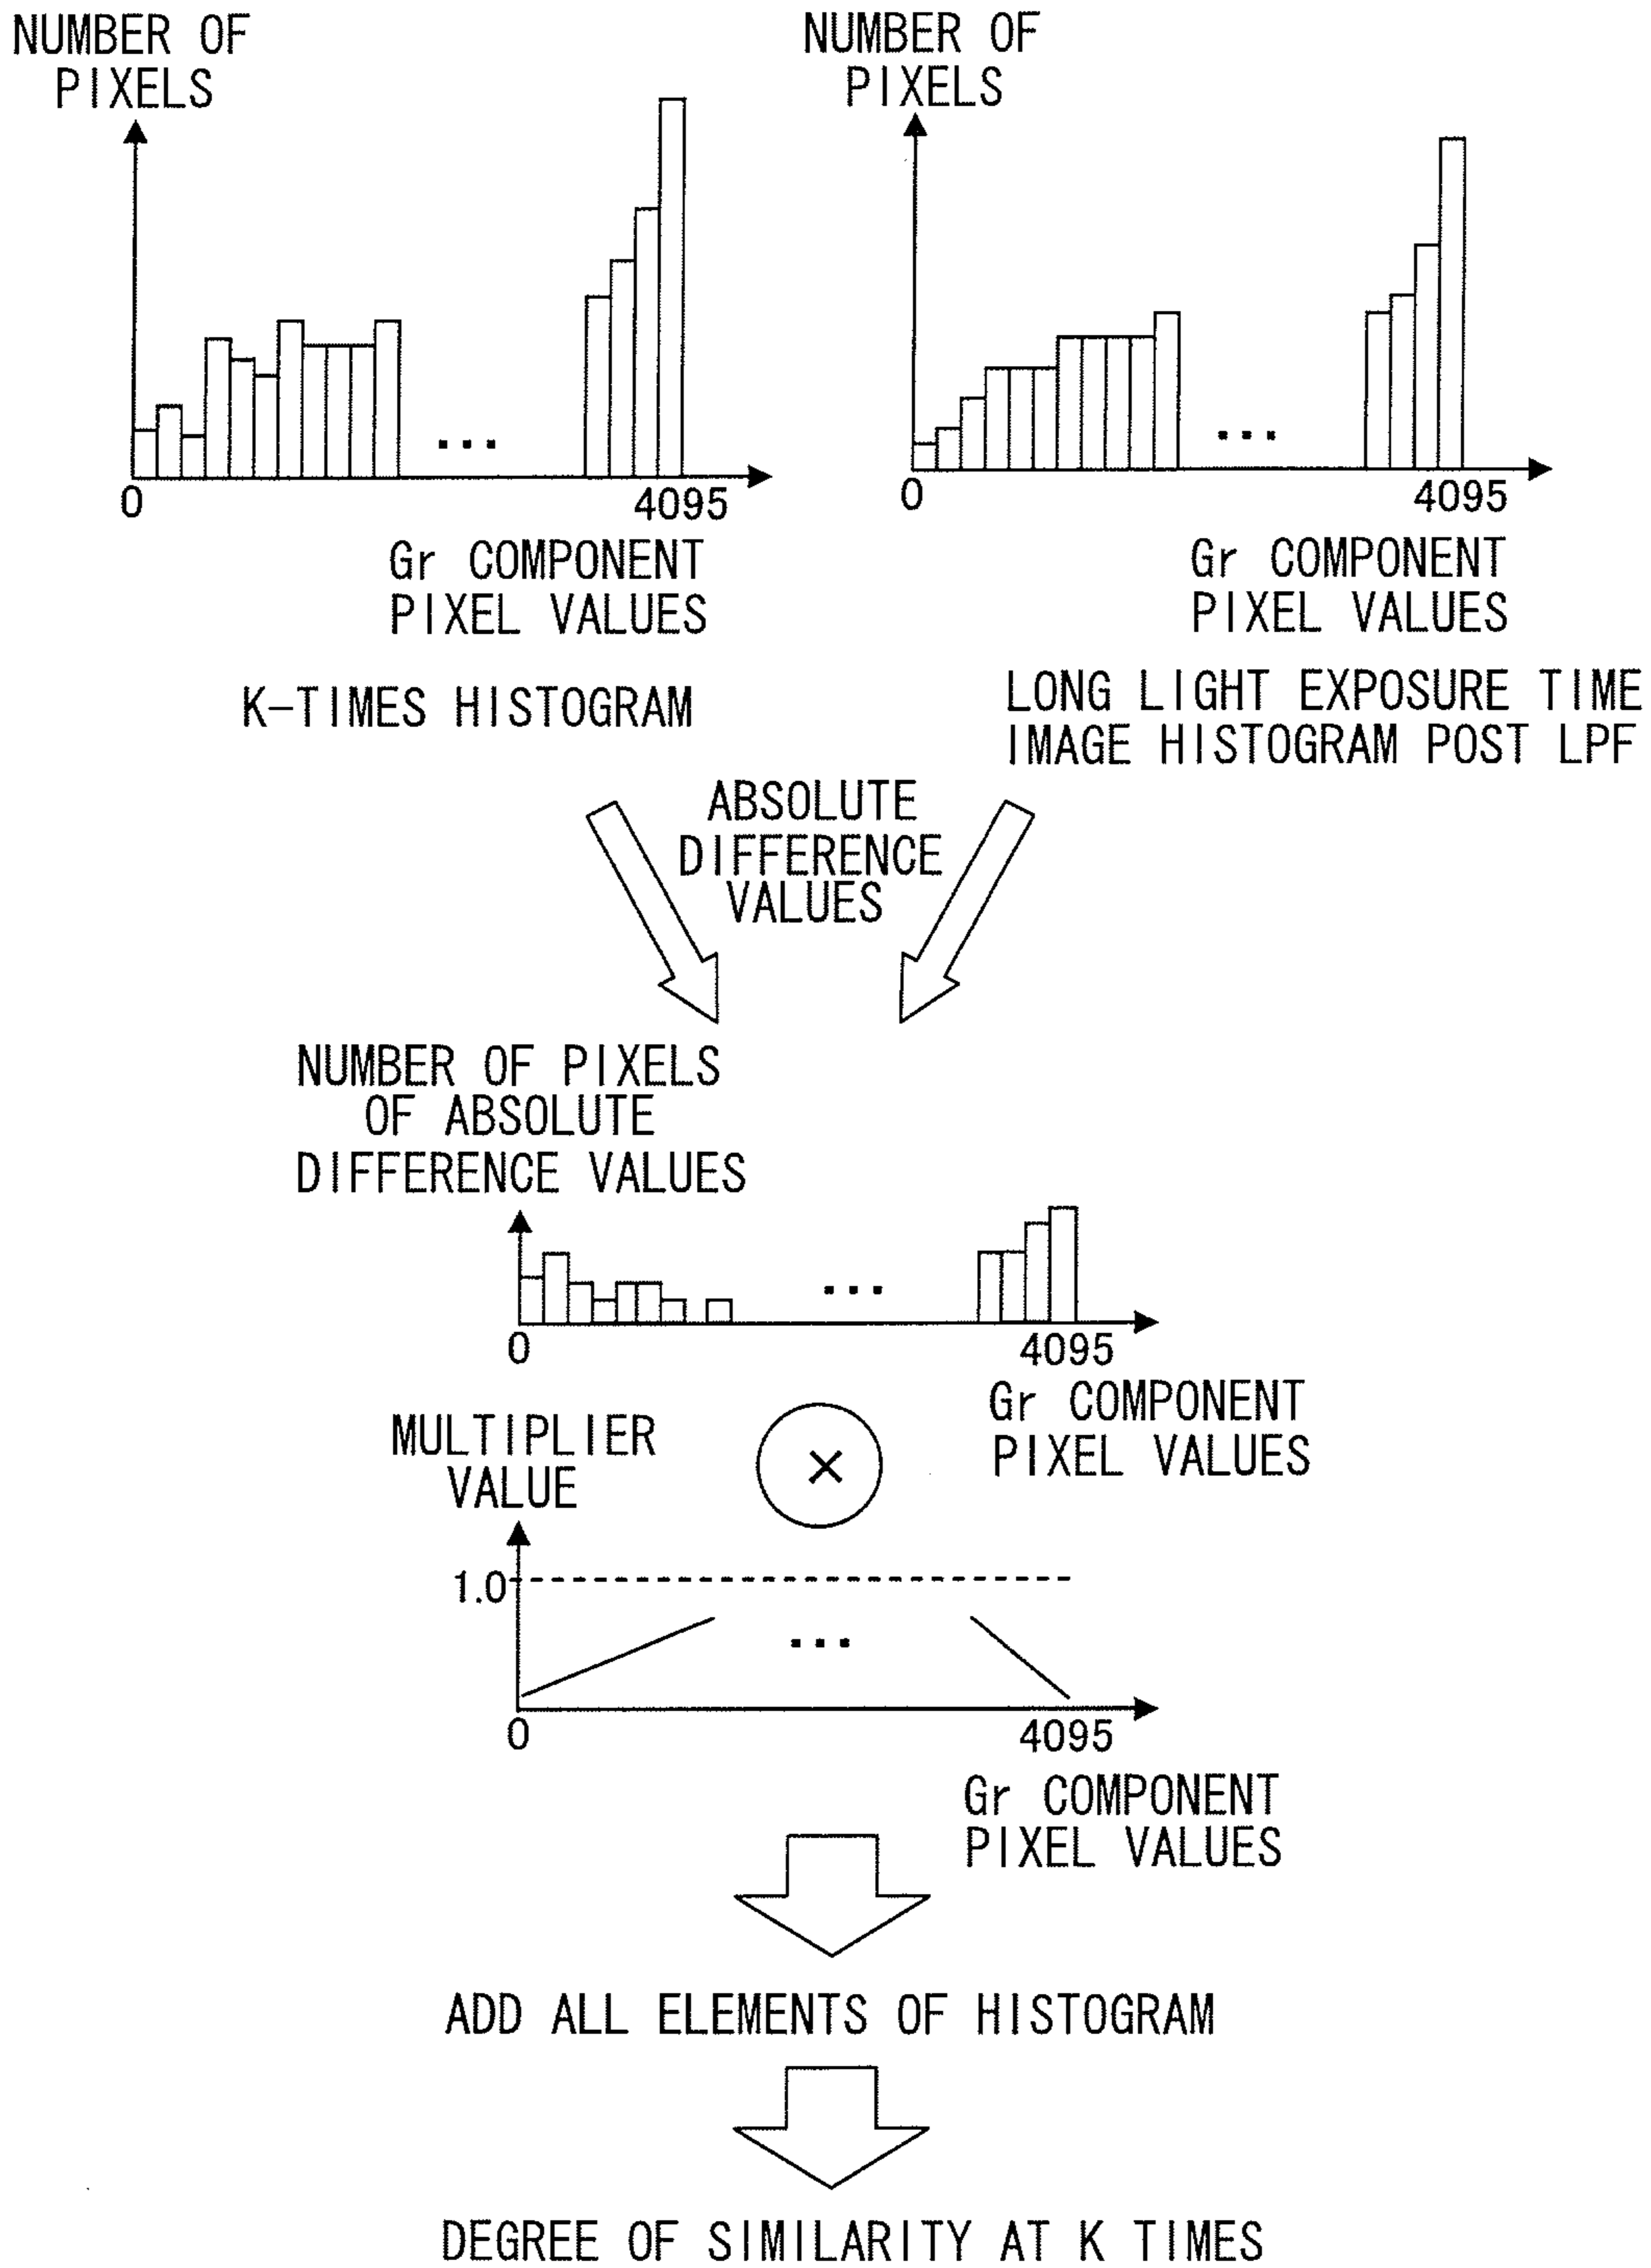 NUMBER OF
PIXELS
0
4095
Gr COMPONENT
PIXEL VALUES
K-TIMES HISTOGRAM
NUMBER OF
PIXELS
0
4095
Gr COMPONENT
PIXEL VALUES
LONG LIGHT EXPOSURE TIME
IMAGE HISTOGRAM POST LPF
ABSOLUTE
DIFFERENCE
VALUES
NUMBER OF PIXELS
OF ABSOLUTE
DIFFERENCE VALUES
0
4095
Gr COMPONENT
PIXEL VALUES
×
MULTIPLIER
VALUE
1.0
0
4095
Gr COMPONENT
PIXEL VALUES
ADD ALL ELEMENTS OF HISTOGRAM
DEGREE OF SIMILARITY AT K TIMES